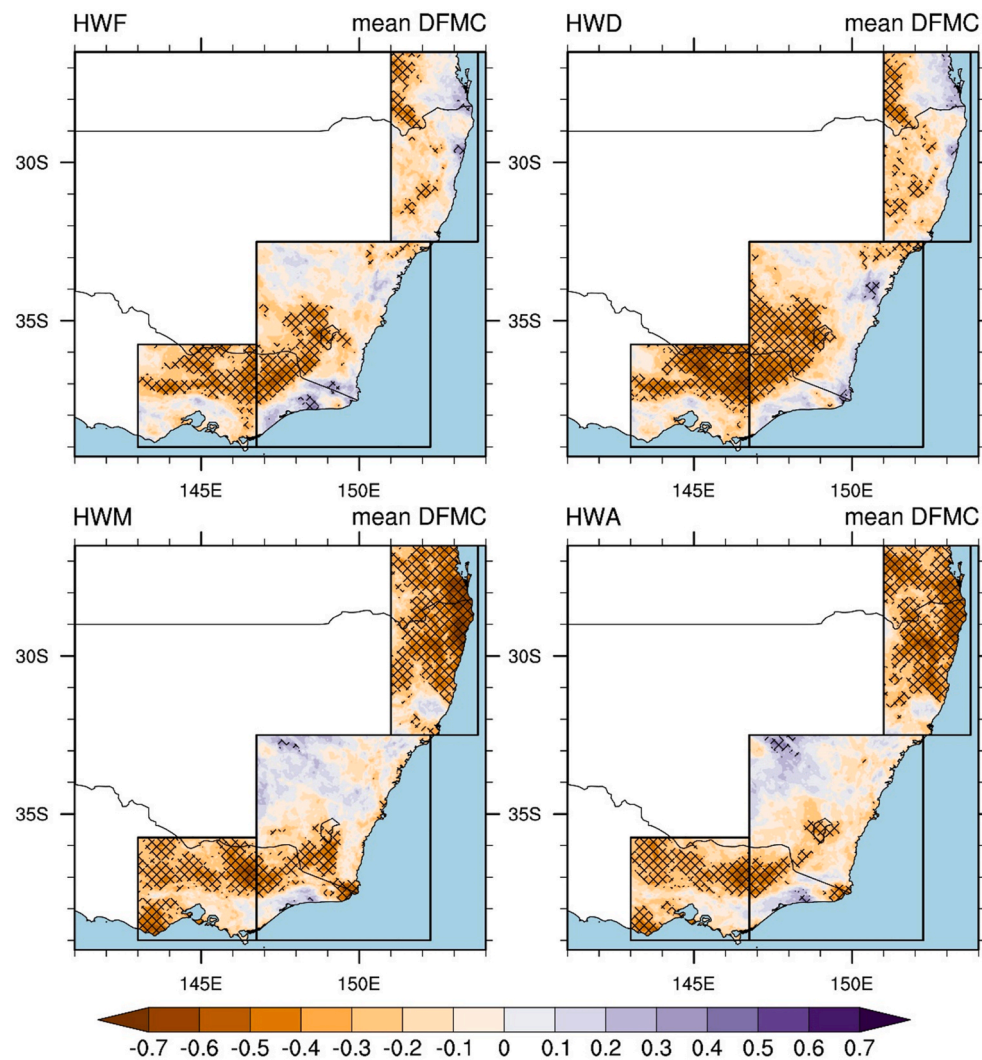 HWF mean DFMC HWD mean DFMC
30S 30S
35S 35S
145E 150E 145E 150E
HWM mean DFMC HWA mean DFMC
30S 30S
35S 35S
145E 150E 145E 150E
-0.7 -0.6 -0.5 -0.4 -0.3 -0.2 -0.1 0 0.1 0.2 0.3 0.4 0.5 0.6 0.7